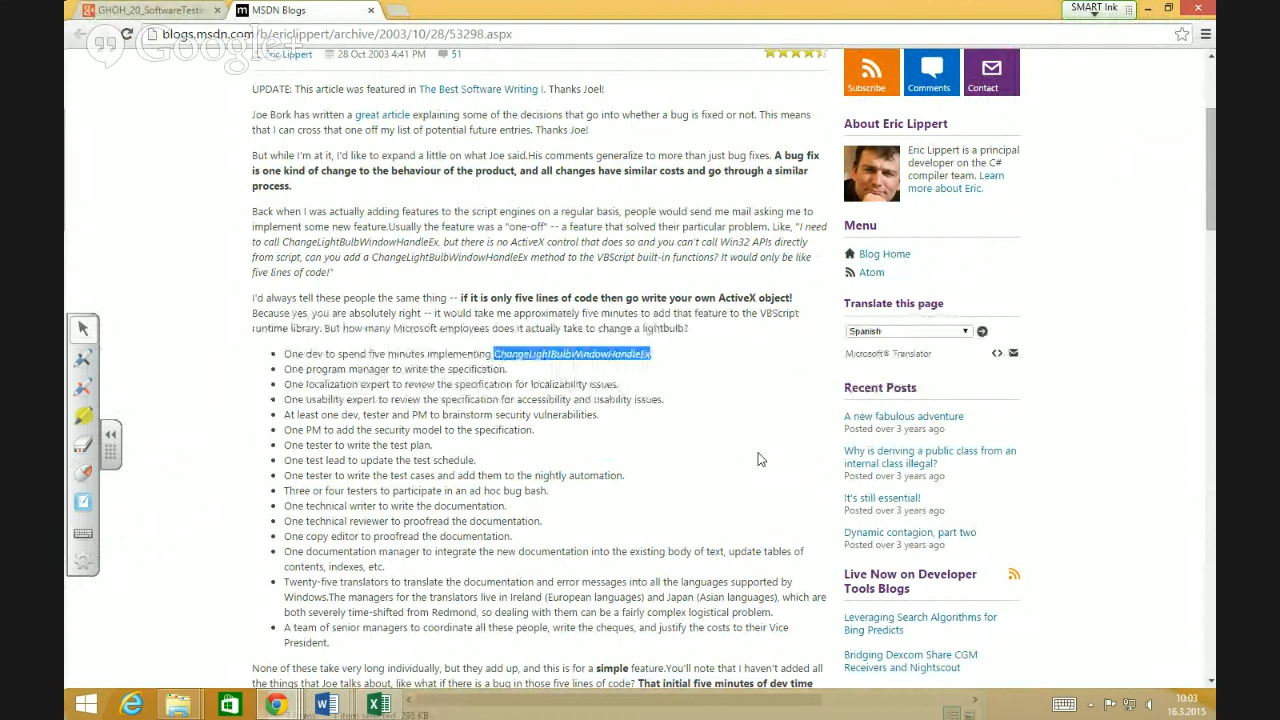 GHOH_20_SoftwareTesti
MSDN Blogs
SMART Ink
blogs.msdn.com/b/ericlippert/archive/2003/10/28/53298.aspx
Google+
Eric Lippert 28 Oct 2003 4:41 PM 51
UPDATE: This article was featured in The Best Software Writing I. Thanks Joel!
Joe Bork has written a great article explaining some of the decisions that go into whether a bug is fixed or not. This means
that I can cross that one off my list of potential future entries. Thanks Joe!
But while I'm at it, I'd like to expand a little on what Joe said.His comments generalize to more than just bug fixes. A bug fix
is one kind of change to the behaviour of the product, and all changes have similar costs and go through a similar
process.
Back when I was actually adding features to the script engines on a regular basis, people would send me mail asking me to
implement some new feature.Usually the feature was a "one-off" -- a feature that solved their particular problem. Like, "I need
to call ChangeLightBulbWindowHandleEx, but there is no ActiveX control that does so and you can't call Win32 APIs directly
from script, can you add a ChangeLightBulbWindowHandleEx method to the VBScript built-in functions? It would only be like
five lines of code!"
I'd always tell these people the same thing -- if it is only five lines of code then go write your own ActiveX object!
Because yes, you are absolutely right -- it would take me approximately five minutes to add that feature to the VBScript
runtime library. But how many Microsoft employees does it actually take to change a lightbulb?
One dev to spend five minutes implementing ChangeLightBulbWindowHandleEx
One program manager to write the specification.
One localization expert to review the specification for localizability issues.
One usability expert to review the specification for accessibility and usability issues.
At least one dev, tester and PM to brainstorm security vulnerabilities.
One PM to add the security model to the specification.
One tester to write the test plan.
One test lead to update the test schedule.
One tester to write the test cases and add them to the nightly automation.
Three or four testers to participate in an ad hoc bug bash.
One technical writer to write the documentation.
One technical reviewer to proofread the documentation.
One copy editor to proofread the documentation.
One documentation manager to integrate the new documentation into the existing body of text, update tables of
contents, indexes, etc.
Twenty-five translators to translate the documentation and error messages into all the languages supported by
Windows.The managers for the translators live in Ireland (European languages) and Japan (Asian languages), which are
both severely time-shifted from Redmond, so dealing with them can be a fairly complex logistical problem.
A team of senior managers to coordinate all these people, write the cheques, and justify the costs to their Vice
President.
None of these take very long individually, but they add up, and this is for a simple feature.You'll note that I haven't added all
the things that Joe talks about, like what if there is a bug in those five lines of code? That initial five minutes of dev time
Subscribe
Comments
Contact
About Eric Lippert
Eric Lippert is a principal
developer on the C#
compiler team. Learn
more about Eric.
Menu
Blog Home
Atom
Translate this page
Spanish
Microsoft® Translator
Recent Posts
A new fabulous adventure
Posted over 3 years ago
Why is deriving a public class from an
internal class illegal?
Posted over 3 years ago
It's still essential!
Posted over 3 years ago
Dynamic contagion, part two
Posted over 3 years ago
Live Now on Developer
Tools Blogs
Leveraging Search Algorithms for
Bing Predicts
Bridging Dexcom Share CGM
Receivers and Nightscout
10:03
16.3.2015